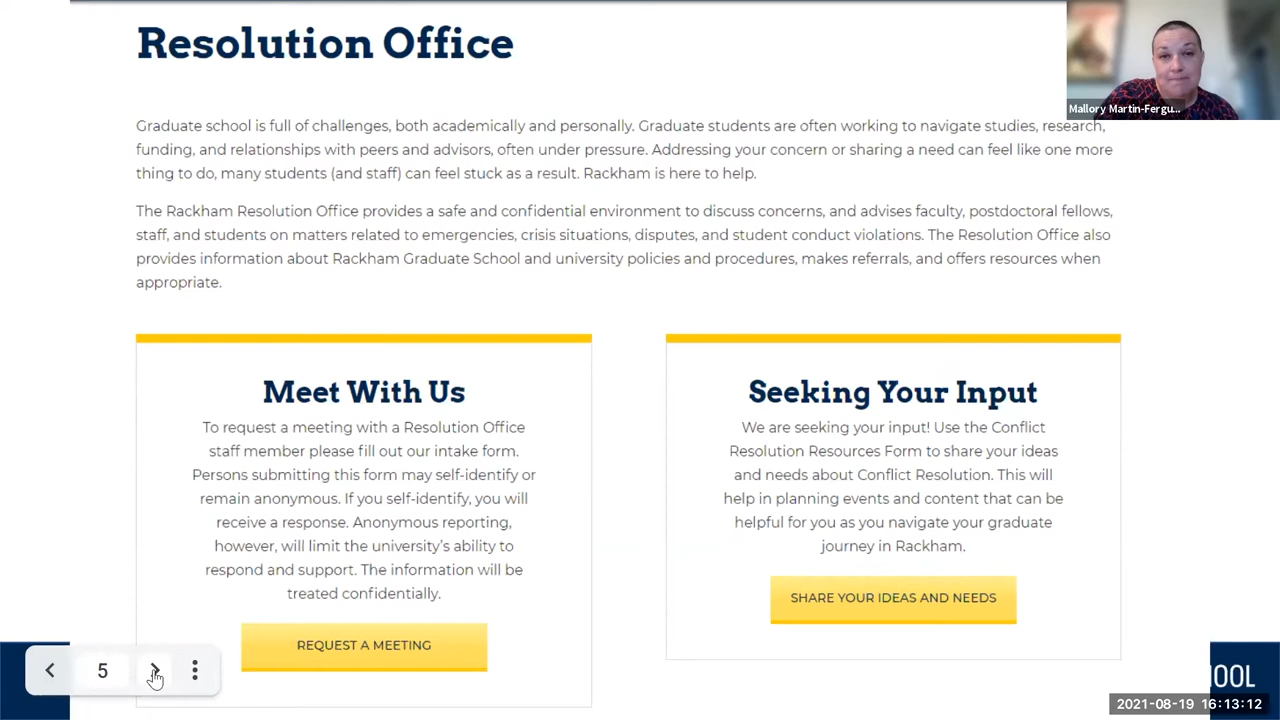 Resolution Office
Mallory Martin-Fergu...
Graduate school is full of challenges, both academically and personally. Graduate students are often working to navigate studies, research,
funding, and relationships with peers and advisors, often under pressure. Addressing your concern or sharing a need can feel like one more
thing to do, many students (and staff) can feel stuck as a result. Rackham is here to help.
The Rackham Resolution Office provides a safe and confidential environment to discuss concerns, and advises faculty, postdoctoral fellows,
staff, and students on matters related to emergencies, crisis situations, disputes, and student conduct violations. The Resolution Office also
provides information about Rackham Graduate School and university policies and procedures, makes referrals, and offers resources when
appropriate.
Meet With Us
To request a meeting with a Resolution Office
staff member please fill out our intake form.
Persons submitting this form may self-identify or
remain anonymous. If you self-identify, you will
receive a response. Anonymous reporting,
however, will limit the university's ability to
respond and support. The information will be
treated confidentially.
REQUEST A MEETING
Seeking Your Input
We are seeking your input! Use the Conflict
Resolution Resources Form to share your ideas
and needs about Conflict Resolution. This will
help in planning events and content that can be
helpful for you as you navigate your graduate
journey in Rackham.
SHARE YOUR IDEAS AND NEEDS
5
OOL
2021-08-19 16:13:12